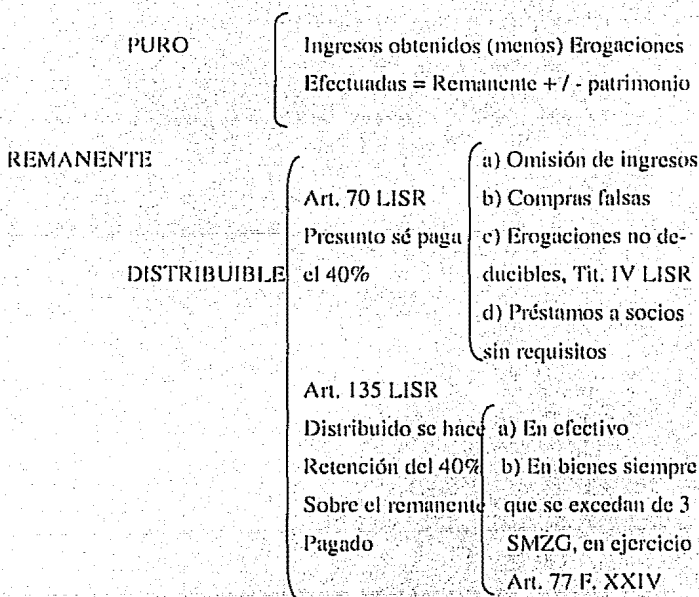 PURO
Ingresos obtenidos (menos) Erogaciones
Efectuadas = Remanente + / - patrimonio
REMANENTE
DISTRIBUIBLE
Art. 70 LISR
Presunto sé paga
el 40%
a) Omisión de ingresos
b) Compras falsas
c) Erogaciones no de-
ducibles, Tit. IV LISR
d) Préstamos a socios
sin requisitos
Art. 135 LISR
Distribuido se hace
Retención del 40%
Sobre el remanente
Pagado
a) En efectivo
b) En bienes siempre
que se excedan de 3
SMZG, en ejercicio
Art. 77 F. XXIV